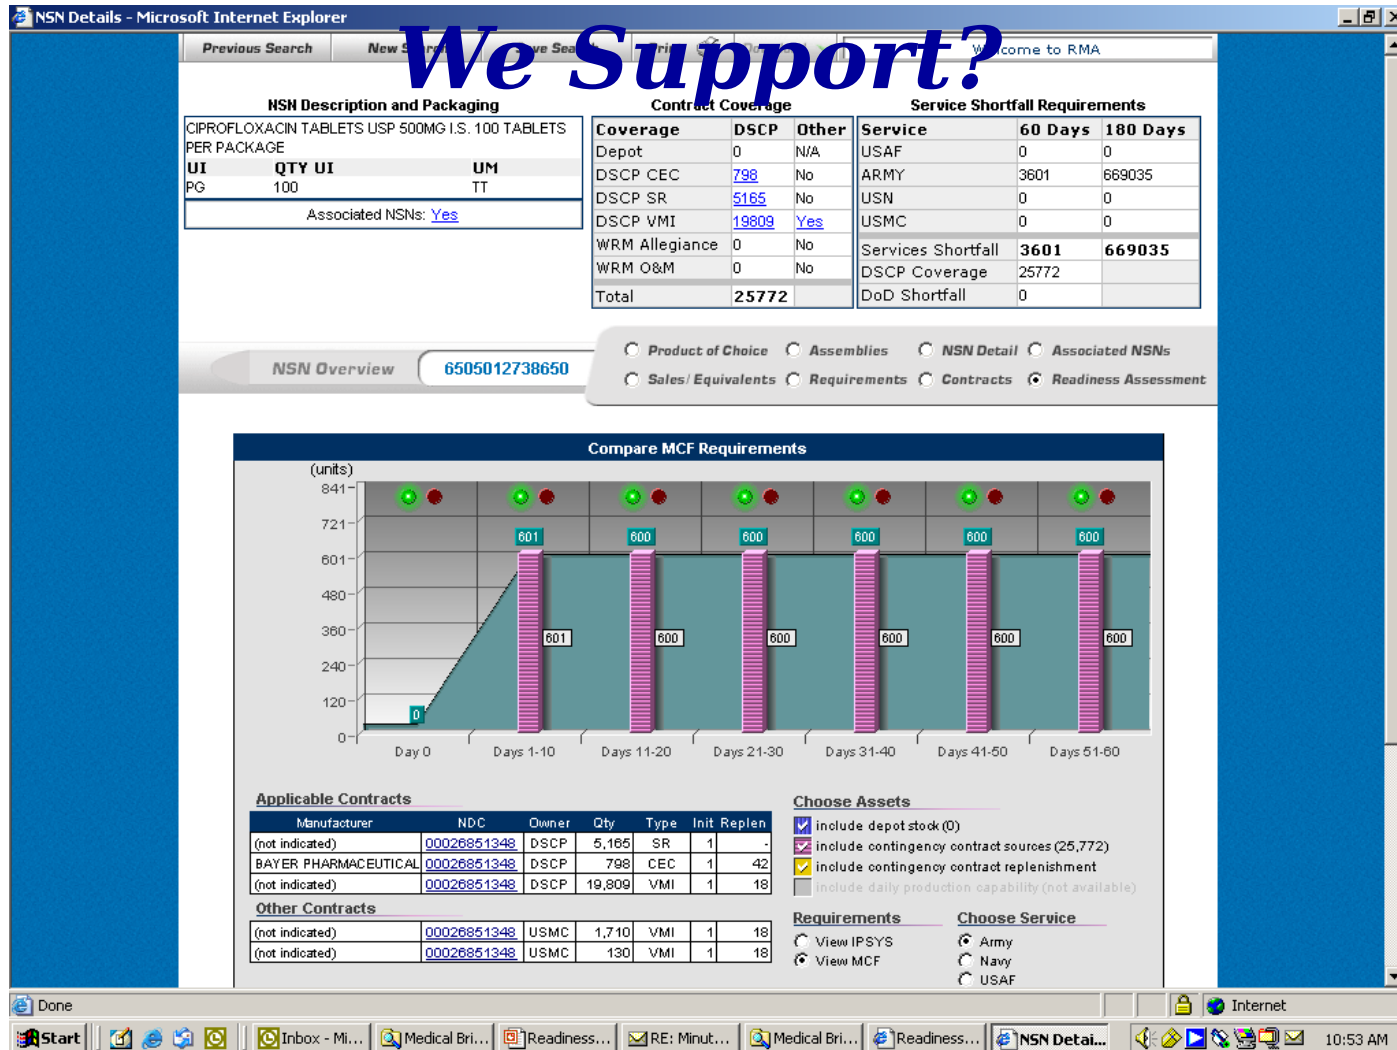 NSN Details - Microsoft Internet Explorer
We Support?
Previous Search New Search Save Search Print Welcome to RMA
NSN Description and Packaging
CIPROFLOXACIN TABLETS USP 500MG I.S. 100 TABLETS
PER PACKAGE
UI QTY UI UM
PG 100 TT
Associated NSNs: Yes
Contract Coverage
Coverage DSCP Other
Depot 0 N/A
DSCP CEC 798 No
DSCP SR 5165 No
DSCP VMI 19809 Yes
WRM Allegiance 0 No
WRM O&M 0 No
Total 25772
Service Shortfall Requirements
Service 60 Days 180 Days
USAF 0 0
ARMY 3601 669035
USN 0 0
USMC 0 0
Services Shortfall 3601 669035
DSCP Coverage 25772
DoD Shortfall 0
NSN Overview 6505012738650
Product of Choice Assemblies NSN Detail Associated NSNs
Sales/Equivalents Requirements Contracts Readiness Assessment
Compare MCF Requirements
(units)
841
721
601
480
360
240
120
0
601 600 600 600 600 600
601 600 600 600 600 600
0
Day 0 Days 1-10 Days 11-20 Days 21-30 Days 31-40 Days 41-50 Days 51-60
Applicable Contracts
Manufacturer NDC Owner Qty Type Init Replen
(not indicated) 00026851348 DSCP 5,165 SR 1 -
BAYER PHARMACEUTICAL 00026851348 DSCP 798 CEC 1 42
(not indicated) 00026851348 DSCP 19,809 VMI 1 18
Other Contracts
(not indicated) 00026851348 USMC 1,710 VMI 1 18
(not indicated) 00026851348 USMC 130 VMI 1 18
Choose Assets
include depot stock (0)
include contingency contract sources (25,772)
include contingency contract replenishment
include daily production capability (not available)
Requirements
View IPSYS
View MCF
Choose Service
Army
Navy
USAF
Done Internet
Start Inbox - Mi... Medical Bri... Readiness... RE: Minut... Medical Bri... Readiness... NSN Detai... 10:53 AM